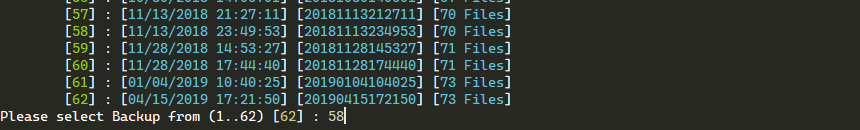 [57] : [11/13/2018 21:27:11] [20181113212711] [70 Files]
[58] : [11/13/2018 23:49:53] [20181113234953] [70 Files]
[59] : [11/28/2018 14:53:27] [20181128145327] [71 Files]
[60] : [11/28/2018 17:44:40] [20181128174440] [71 Files]
[61] : [01/04/2019 10:40:25] [20190104104025] [73 Files]
[62] : [04/15/2019 17:21:50] [20190415172150] [73 Files]
Please select Backup from (1..62) [62] : 58